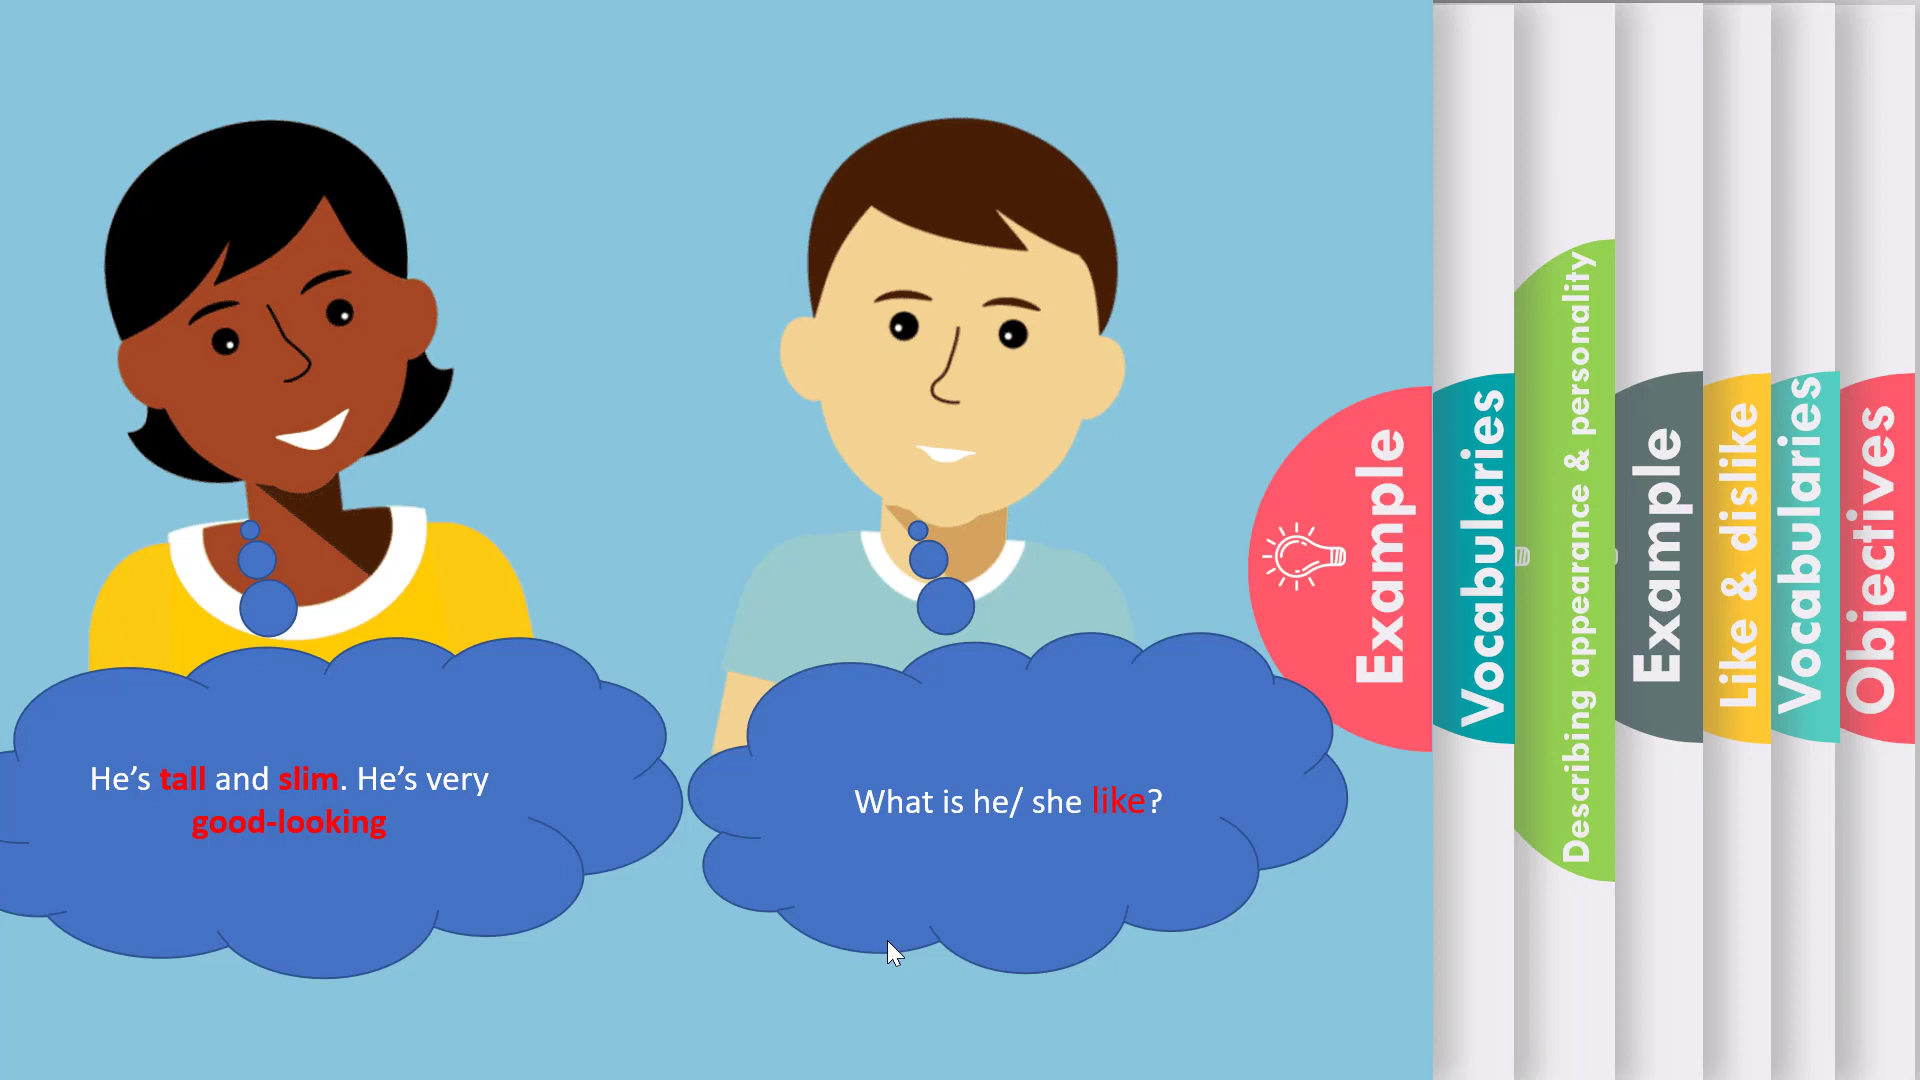 He’s tall and slim. He’s very
good-looking
What is he/ she like?
Example
Vocabularies
Describing appearance & personality
Example
Like & dislike
Vocabularies
Objectives